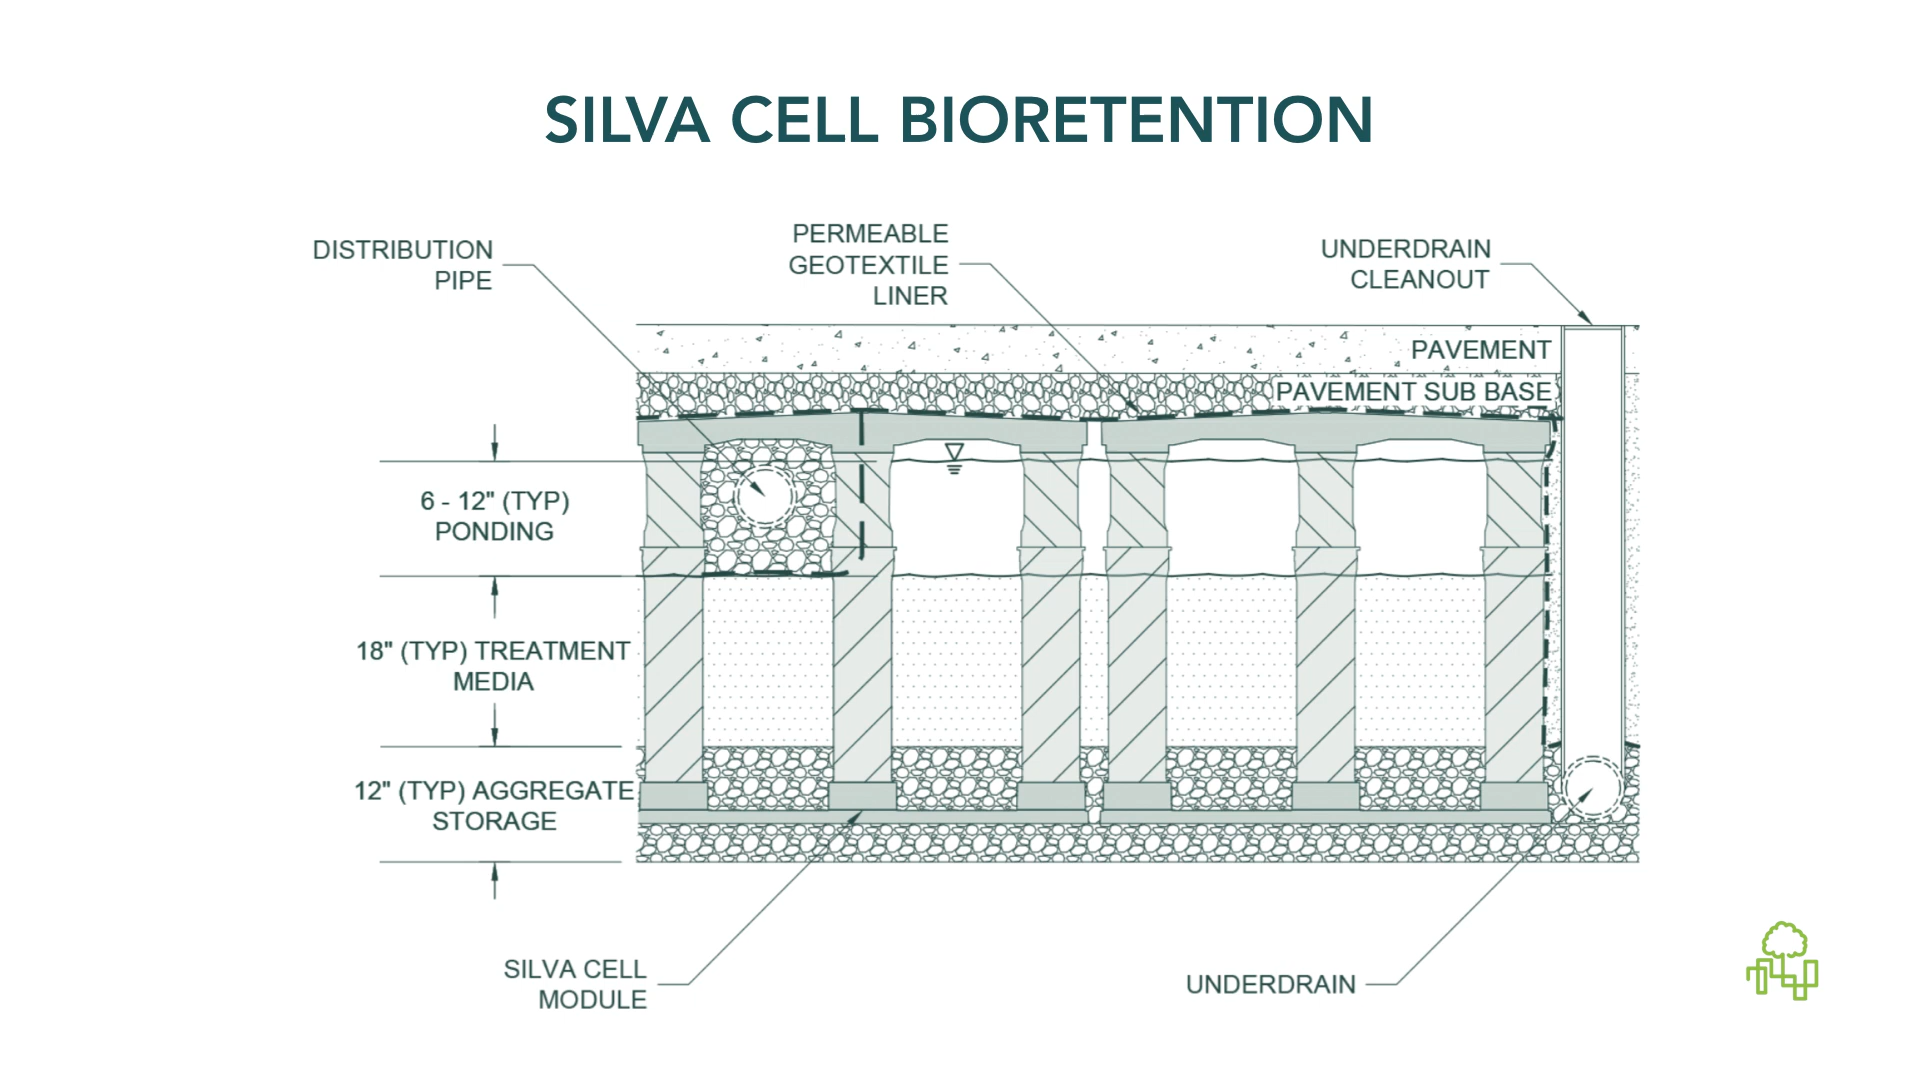 SILVA CELL BIORETENTION
DISTRIBUTION
PIPE
PERMEABLE
GEOTEXTILE
LINER
UNDERDRAIN
CLEANOUT
PAVEMENT
PAVEMENT SUB BASE
6 - 12" (TYP)
PONDING
18" (TYP) TREATMENT
MEDIA
12" (TYP) AGGREGATE
STORAGE
SILVA CELL
MODULE
UNDERDRAIN